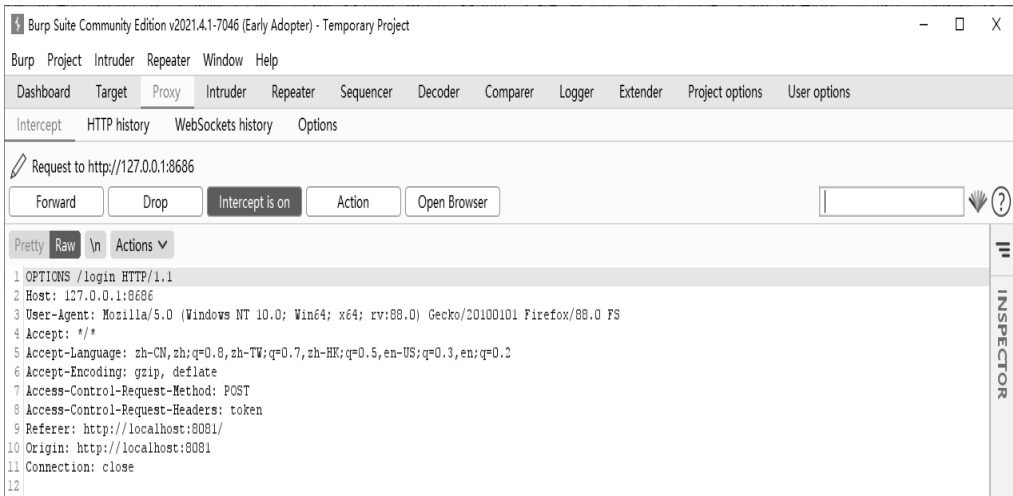 Burp Suite Community Edition v2021.4.1-7046 (Early Adopter) - Temporary Project
Burp Project Intruder Repeater Window Help
Dashboard Target Proxy Intruder Repeater Sequencer Decoder Comparer Logger Extender Project options User options
Intercept HTTP history WebSockets history Options
Request to http://127.0.0.1:8686
Forward Drop Intercept is on Action Open Browser
Pretty Raw \n Actions
1 OPTIONS /login HTTP/1.1
2 Host: 127.0.0.1:8686
3 User-Agent: Mozilla/5.0 (Windows NT 10.0; Win64; x64; rv:88.0) Gecko/20100101 Firefox/88.0 FS
4 Accept: */*
5 Accept-Language: zh-CN,zh;q=0.8,zh-TW;q=0.7,zh-HK;q=0.5,en-US;q=0.3,en;q=0.2
6 Accept-Encoding: gzip, deflate
7 Access-Control-Request-Method: POST
8 Access-Control-Request-Headers: token
9 Referer: http://localhost:8081/
10 Origin: http://localhost:8081
11 Connection: close
12
INSPECTOR